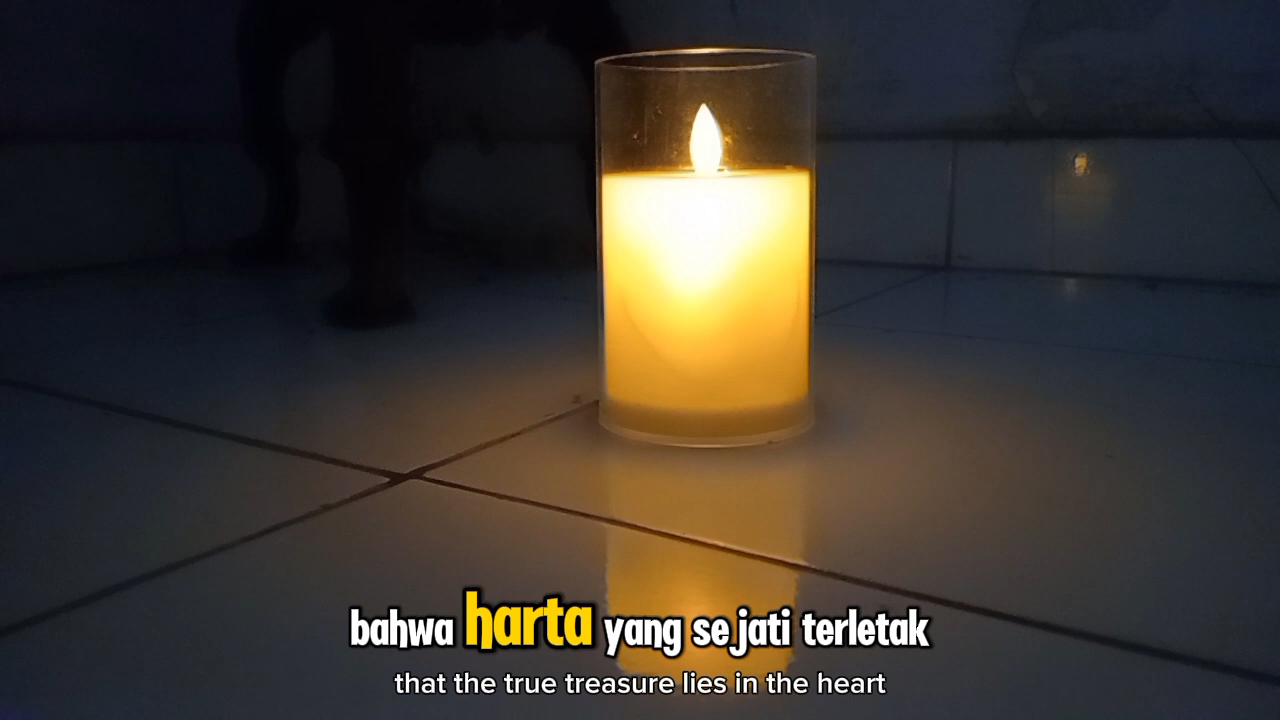 bahwa harta yang sejati terletak
that the true treasure lies in the heart